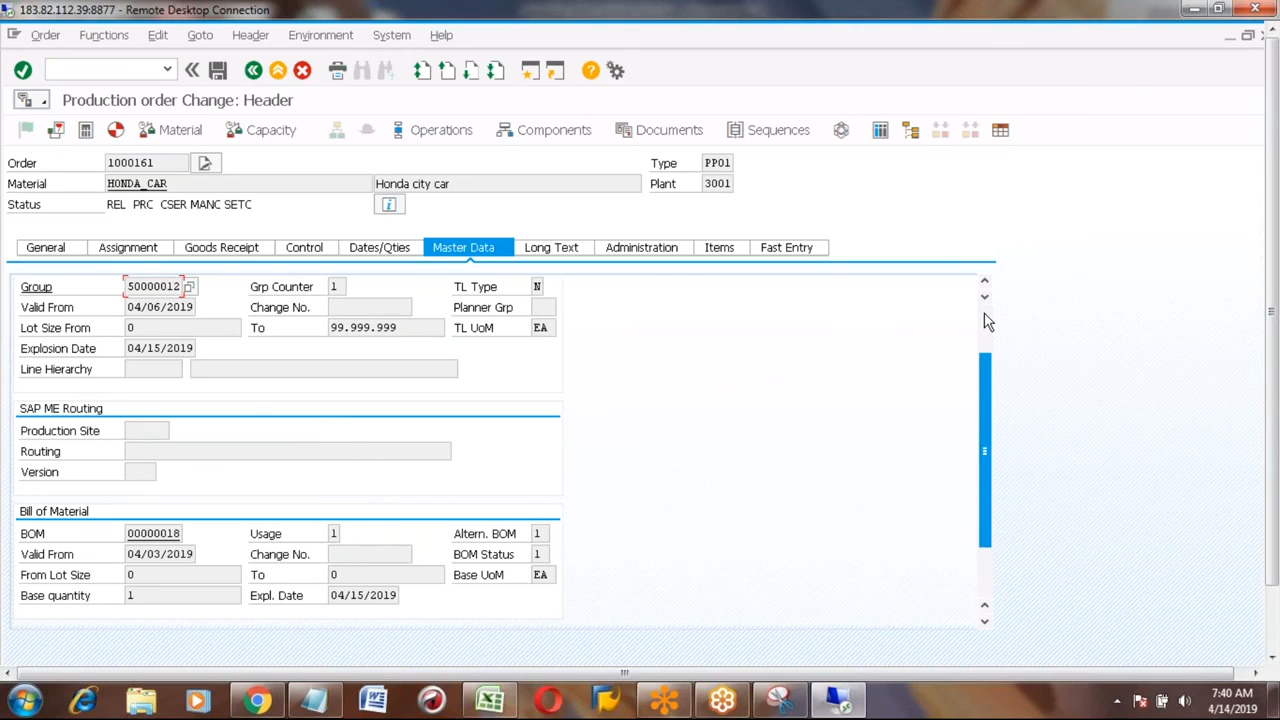 183.82.112.39:8877 - Remote Desktop Connection
Order Functions Edit Goto Header Environment System Help
Production order Change: Header
Material Capacity Operations Components Documents Sequences
Order 1000161 Type PP01
Material HONDA_CAR Honda city car Plant 3001
Status REL PRC CSER MANC SETC
General Assignment Goods Receipt Control Dates/Qties Master Data Long Text Administration Items Fast Entry
Group 50000012 Grp Counter 1 TL Type N
Valid From 04/06/2019 Change No. Planner Grp
Lot Size From 0 To 99.999.999 TL UoM EA
Explosion Date 04/15/2019
Line Hierarchy
SAP ME Routing
Production Site
Routing
Version
Bill of Material
BOM 00000018 Usage 1 Altern. BOM 1
Valid From 04/03/2019 Change No. BOM Status 1
From Lot Size 0 To 0 Base UoM EA
Base quantity 1 Expl. Date 04/15/2019
7:40 AM
4/14/2019